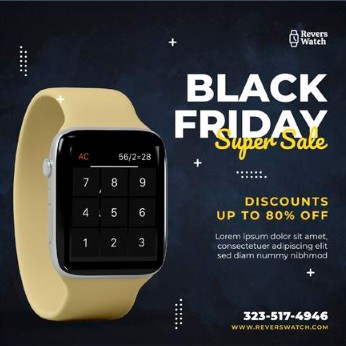 Revers
Watch
BLACK
FRIDAY
Super Sale
AC 56/2=28
7 8 9
4 5 6
1 2 3
DISCOUNTS
UP TO 80% OFF
Lorem ipsum dolor sit amet,
consectetuer adipiscing elit
sed diam nummy nibhmod
323-517-4946
WWW.REVERSWATCH.COM